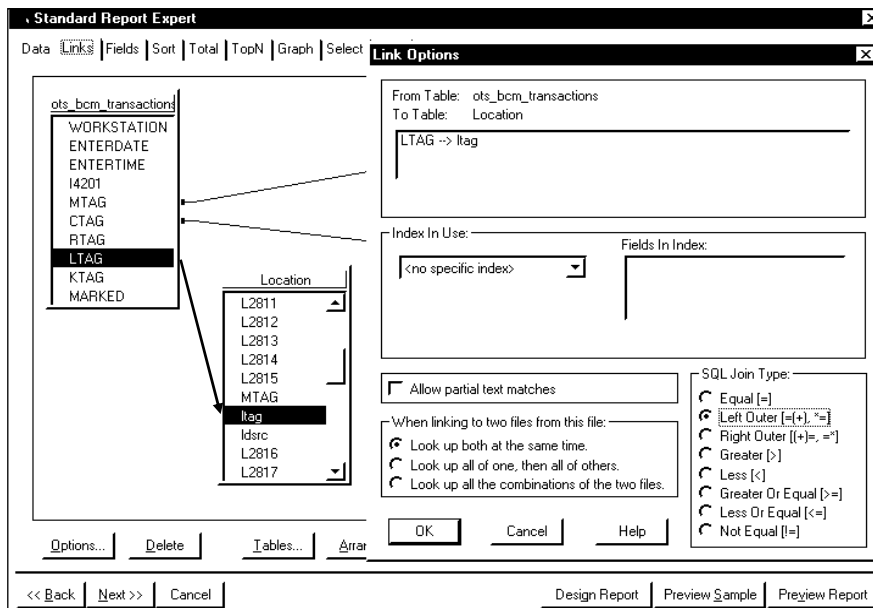 Standard Report Expert
Data Links Fields Sort Total TopN Graph Select
ots_bcm_transactions
WORKSTATION
ENTERDATE
ENTERTIME
I4201
MTAG
CTAG
RTAG
LTAG
KTAG
MARKED
Location
L2811
L2812
L2813
L2814
L2815
MTAG
ltag
ldsrc
L2816
L2817
Options... Delete Tables... Arran
<< Back Next >> Cancel Design Report Preview Sample Preview Report
Link Options
From Table: ots_bcm_transactions
To Table: Location
LTAG --> ltag
Index In Use:
<no specific index>
Fields In Index:
Allow partial text matches
When linking to two files from this file:
Look up both at the same time.
Look up all of one, then all of others.
Look up all the combinations of the two files.
SQL Join Type:
Equal [=]
Left Outer [=(+), *=]
Right Outer [(+)=, =*]
Greater [>]
Less [<]
Greater Or Equal [>=]
Less Or Equal [<=]
Not Equal [!=]
OK Cancel Help